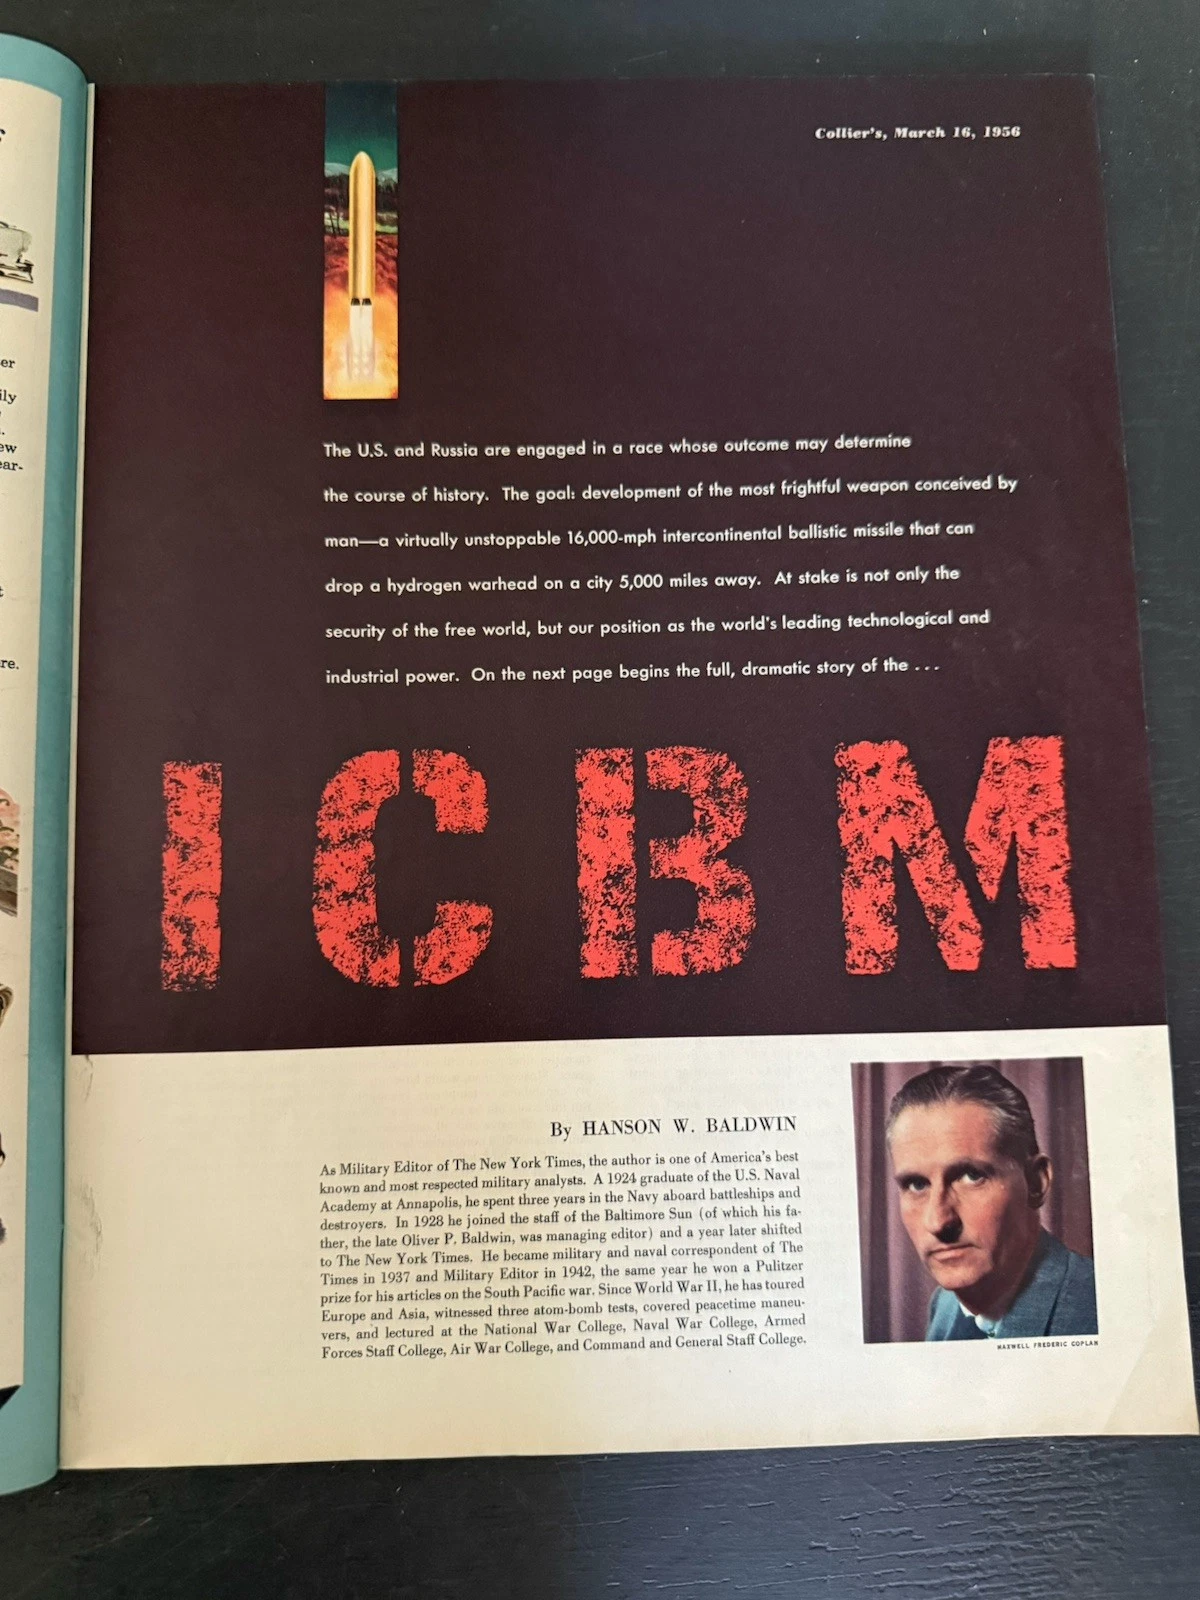 er
ily
ew
ear-
re.
Collier's, March 16, 1956
The U.S. and Russia are engaged in a race whose outcome may determine
the course of history. The goal: development of the most frightful weapon conceived by
man—a virtually unstoppable 16,000-mph intercontinental ballistic missile that can
drop a hydrogen warhead on a city 5,000 miles away. At stake is not only the
security of the free world, but our position as the world's leading technological and
industrial power. On the next page begins the full, dramatic story of the ...
ICBM
By HANSON W. BALDWIN
As Military Editor of The New York Times, the author is one of America's best
known and most respected military analysts. A 1924 graduate of the U.S. Naval
Academy at Annapolis, he spent three years in the Navy aboard battleships and
destroyers. In 1928 he joined the staff of the Baltimore Sun (of which his fa-
ther, the late Oliver P. Baldwin, was managing editor) and a year later shifted
to The New York Times. He became military and naval correspondent of The
Times in 1937 and Military Editor in 1942, the same year he won a Pulitzer
prize for his articles on the South Pacific war. Since World War II, he has toured
Europe and Asia, witnessed three atom-bomb tests, covered peacetime maneu-
vers, and lectured at the National War College, Naval War College, Armed
Forces Staff College, Air War College, and Command and General Staff College.
MAXWELL FREDERIC COPLAN